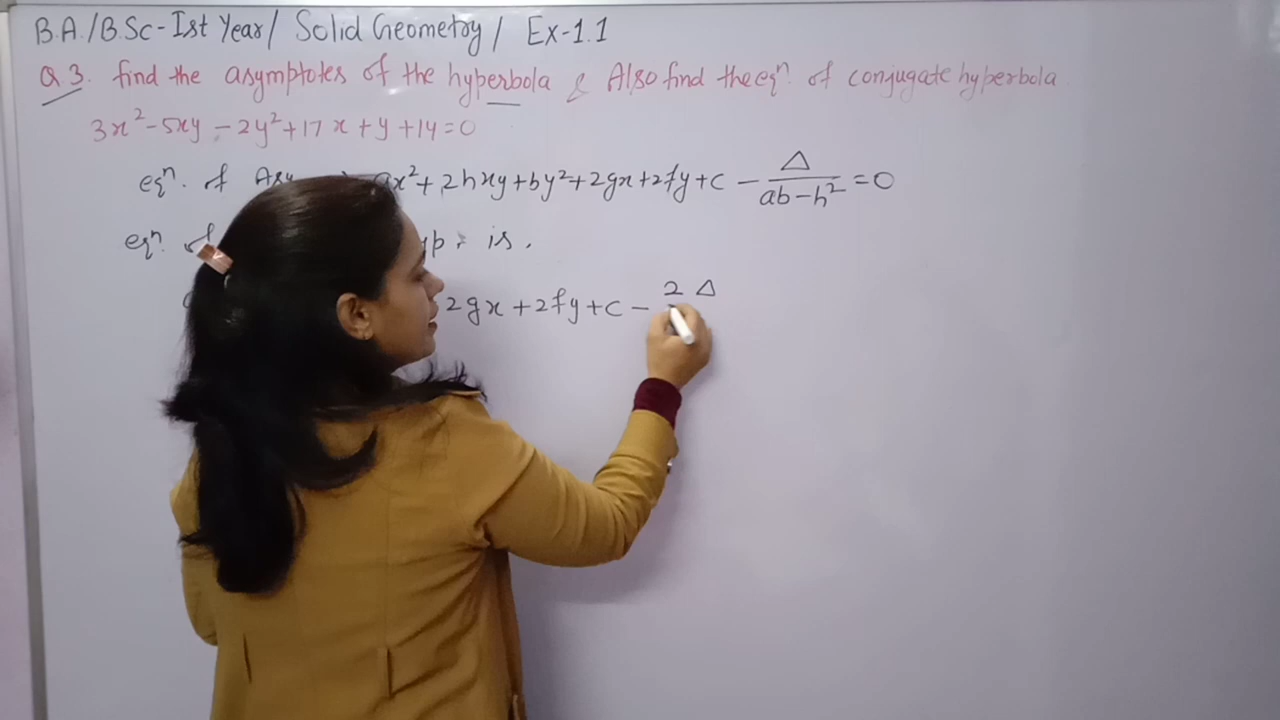 B.A./B.Sc-Ist Year/ Solid Geometry/ Ex-1.1
Q 3. find the asymptotes of the hyperbola & Also find the eqⁿ. of conjugate hyperbola
3x²-5xy-2y²+17x+y+14=0
eqⁿ. of Asy ax²+2hxy+by²+2gx+2fy+c - Δ/(ab-h²) =0
eqⁿ. of yp. is.
2gx+2fy+c- 2Δ